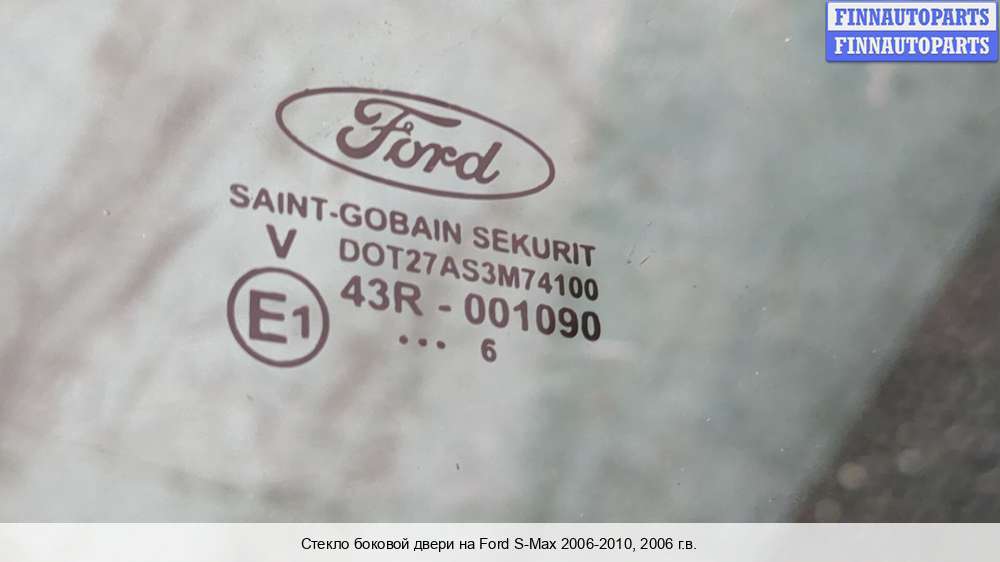 FINNAUTOPARTS
FINNAUTOPARTS
Ford
SAINT-GOBAIN SEKURIT
V DOT27AS3M74100
E1 43R - 001090
... 6
Стекло боковой двери на Ford S-Max 2006-2010, 2006 г.в.